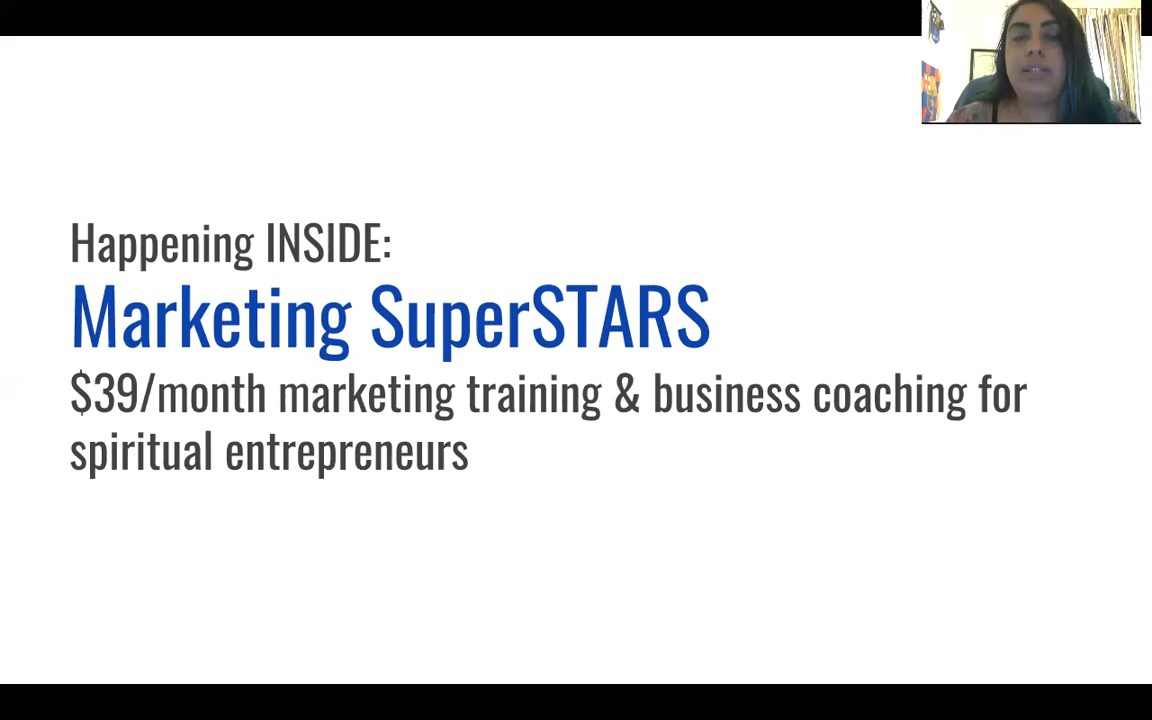 Happening INSIDE:
Marketing SuperSTARS
$39/month marketing training & business coaching for
spiritual entrepreneurs